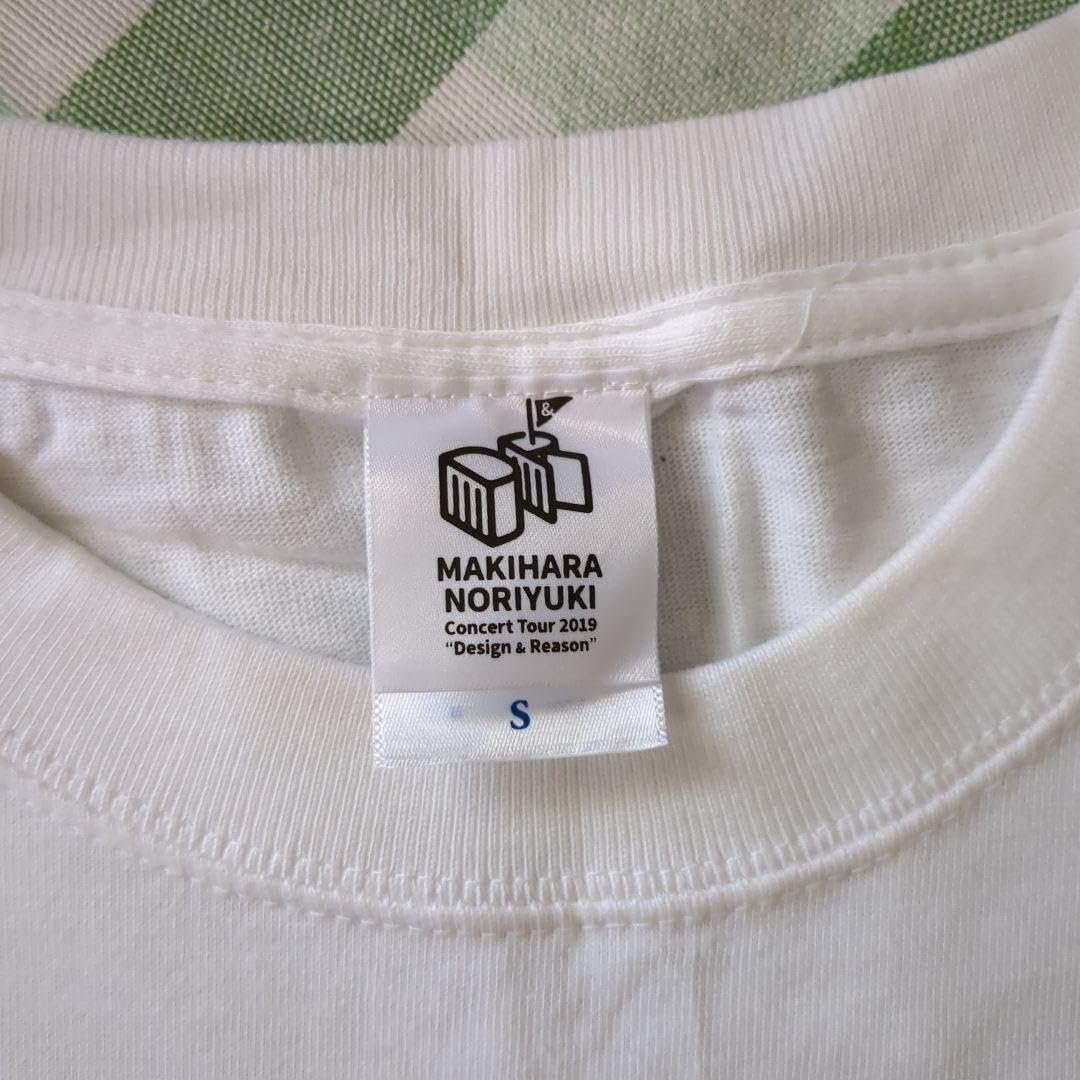 &
MAKIHARA
NORIYUKI
Concert Tour 2019
“Design & Reason”
S